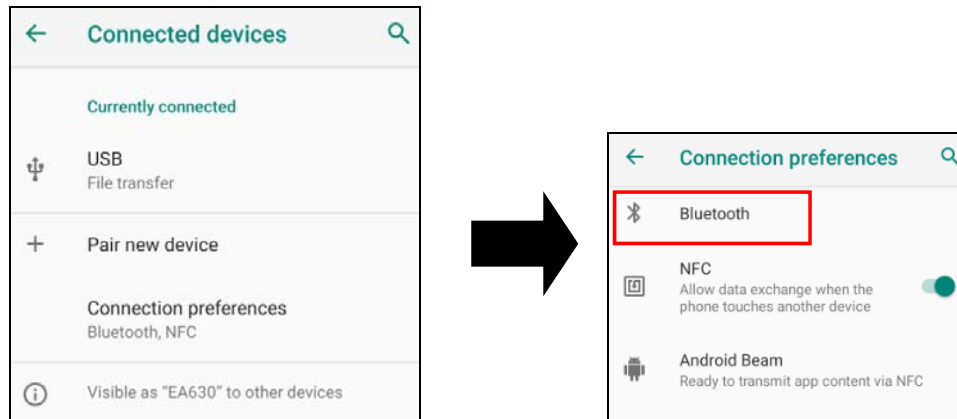 Connected devices
Currently connected
USB
File transfer
Pair new device
Connection preferences
Bluetooth, NFC
Visible as "EA630" to other devices
Connection preferences
Bluetooth
NFC
Allow data exchange when the
phone touches another device
Android Beam
Ready to transmit app content via NFC